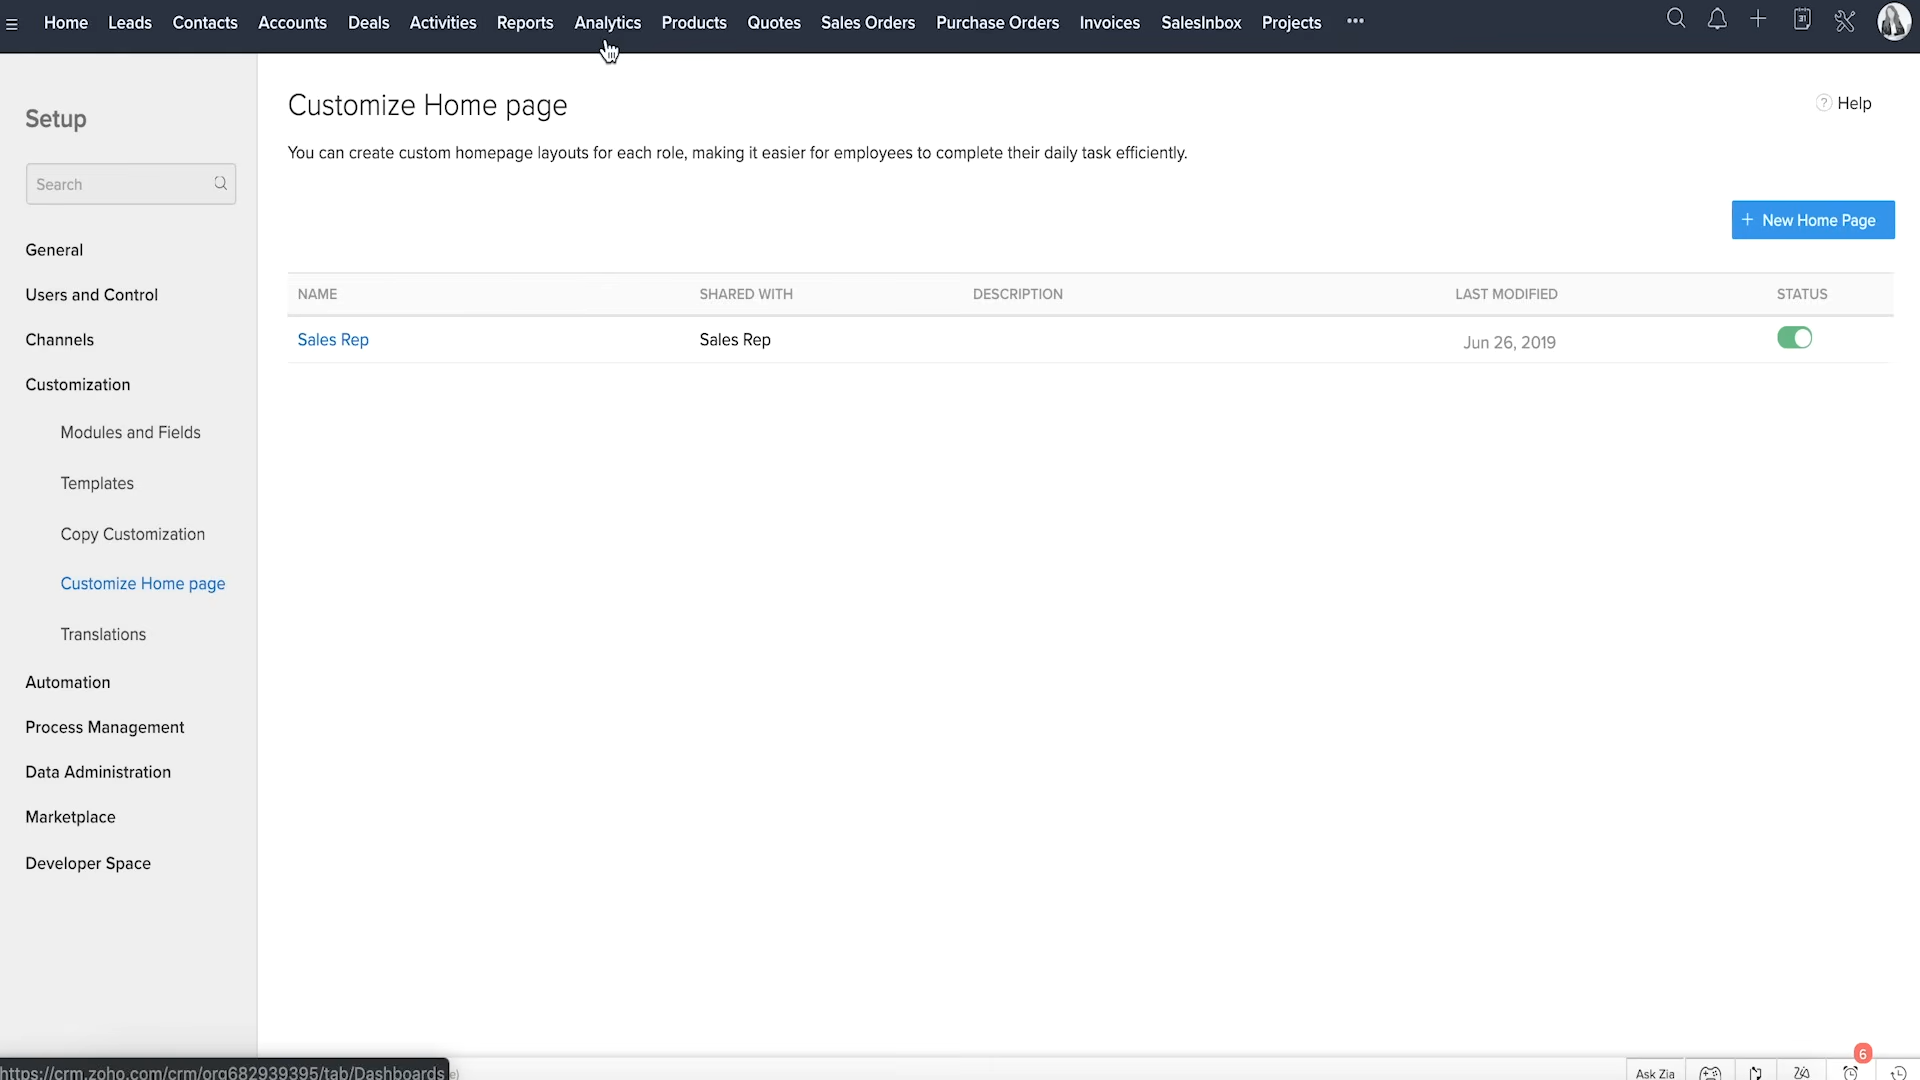 Home Leads Contacts Accounts Deals Activities Reports Analytics Products Quotes Sales Orders Purchase Orders Invoices SalesInbox Projects •••
31
Setup
Search
General
Users and Control
Channels
Customization
Modules and Fields
Templates
Copy Customization
Customize Home page
Translations
Automation
Process Management
Data Administration
Marketplace
Developer Space
Customize Home page
? Help
You can create custom homepage layouts for each role, making it easier for employees to complete their daily task efficiently.
+ New Home Page
NAME SHARED WITH DESCRIPTION LAST MODIFIED STATUS
Sales Rep Sales Rep Jun 26, 2019
https://crm.zoho.com/crm/org682939395/tab/Dashboards
6
Ask Zia